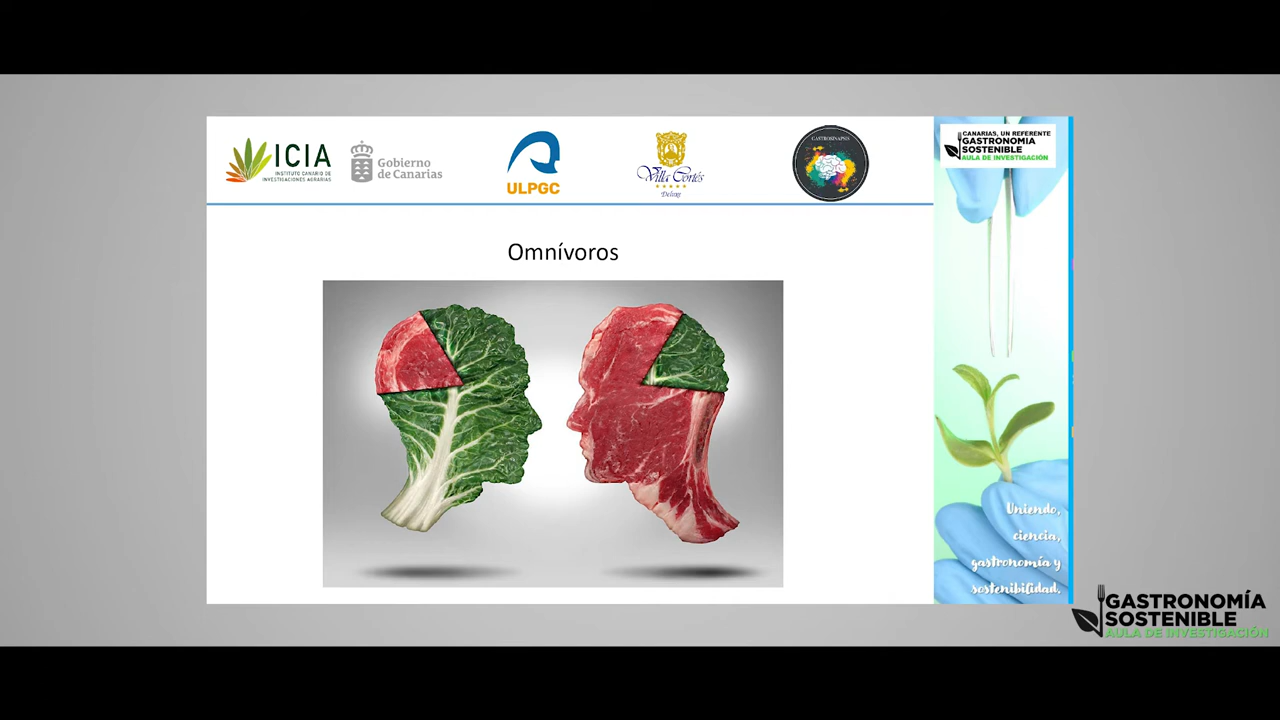 ICIA
INSTITUTO CANARIO DE
INVESTIGACIONES AGRARIAS
Gobierno
de Canarias
ULPGC
Villa Cortés
Deluxe
GASTROSINAPSIS
CANARIAS, UN REFERENTE
GASTRONOMÍA
SOSTENIBLE
AULA DE INVESTIGACIÓN
Omnívoros
Uniendo,
ciencia,
gastronomía y
sostenibilidad.
GASTRONOMÍA
SOSTENIBLE
AULA DE INVESTIGACIÓN